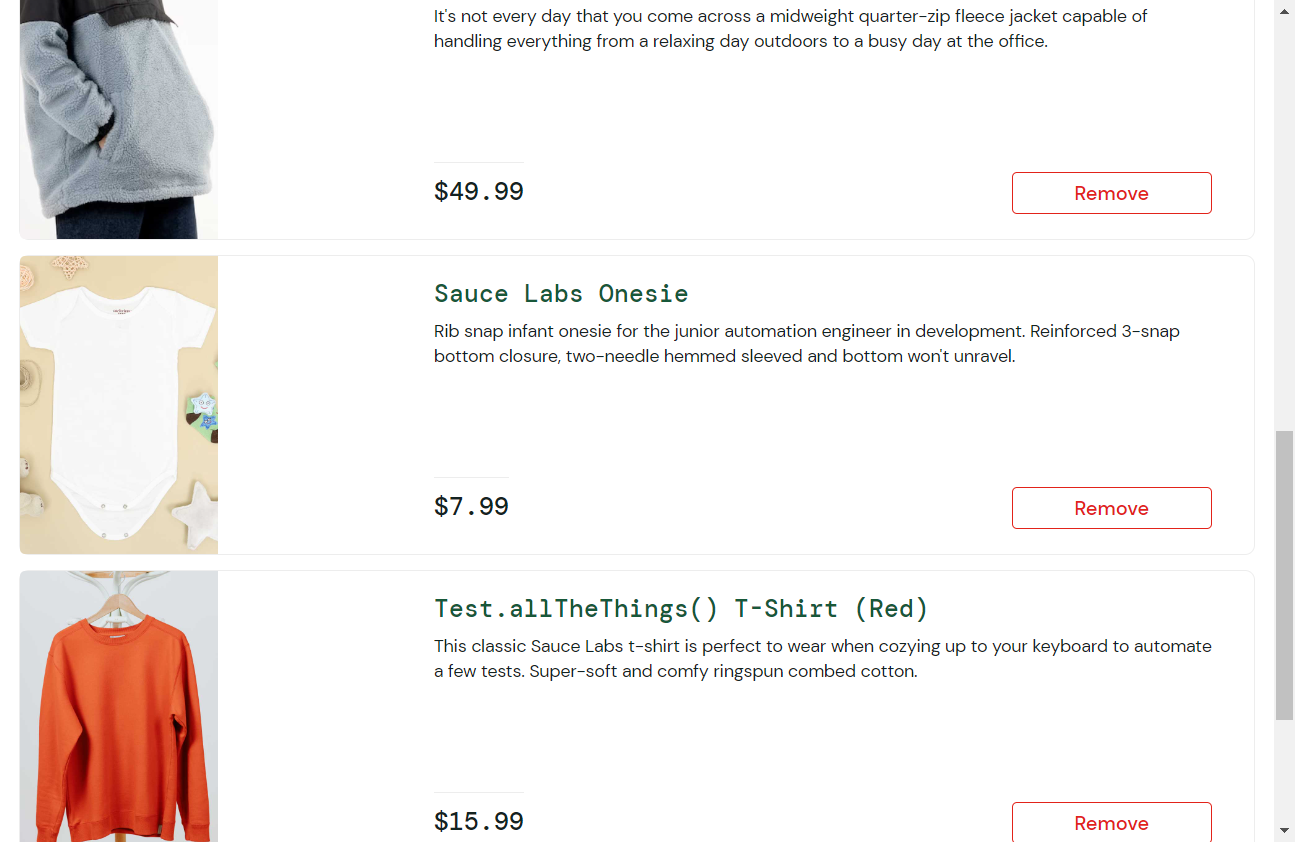 It's not every day that you come across a midweight quarter-zip fleece jacket capable of
handling everything from a relaxing day outdoors to a busy day at the office.
$49.99
Remove
Sauce Labs Onesie
Rib snap infant onesie for the junior automation engineer in development. Reinforced 3-snap
bottom closure, two-needle hemmed sleeved and bottom won't unravel.
$7.99
Remove
Test.allTheThings() T-Shirt (Red)
This classic Sauce Labs t-shirt is perfect to wear when cozying up to your keyboard to automate
a few tests. Super-soft and comfy ringspun combed cotton.
$15.99
Remove